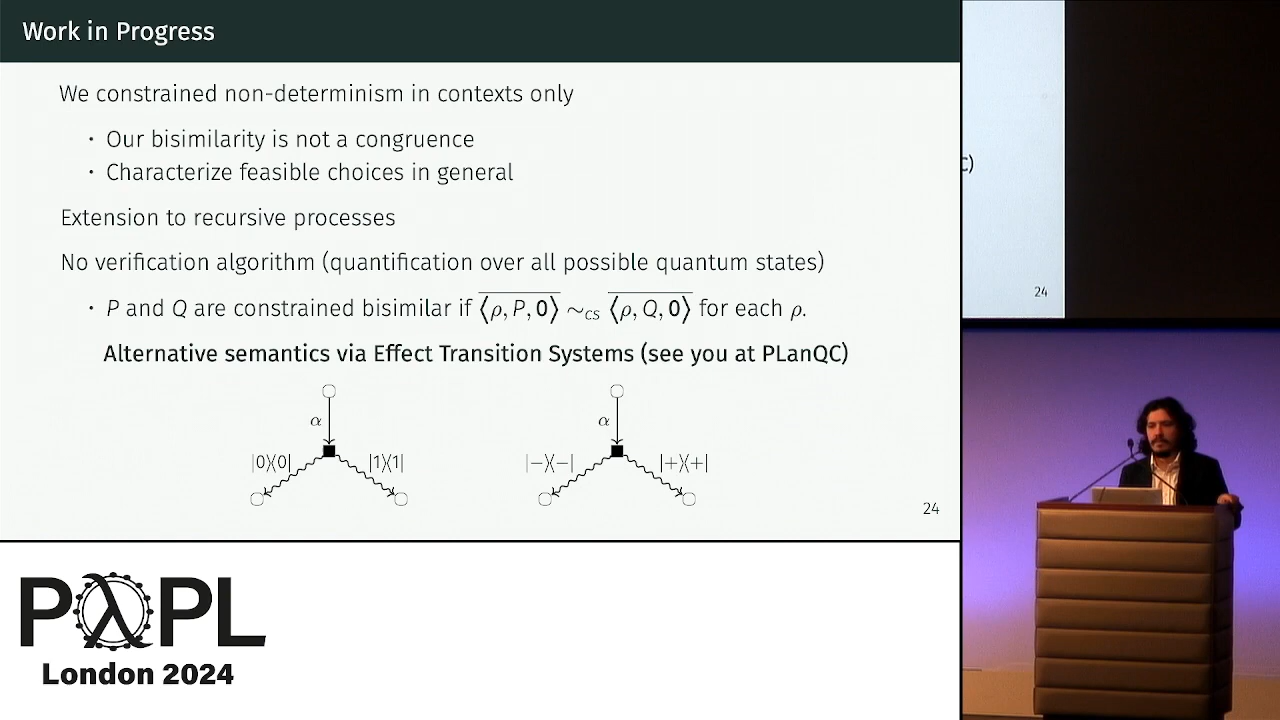 Work in Progress
We constrained non-determinism in contexts only
· Our bisimilarity is not a congruence
· Characterize feasible choices in general
Extension to recursive processes
No verification algorithm (quantification over all possible quantum states)
· P and Q are constrained bisimilar if \overline{⟨ρ, P, 0⟩} ∼cs \overline{⟨ρ, Q, 0⟩} for each ρ.
Alternative semantics via Effect Transition Systems (see you at PLanQC)
α α
|0⟩⟨0| |1⟩⟨1| |−⟩⟨−| |+⟩⟨+|
24
PλPL
London 2024
C)
24